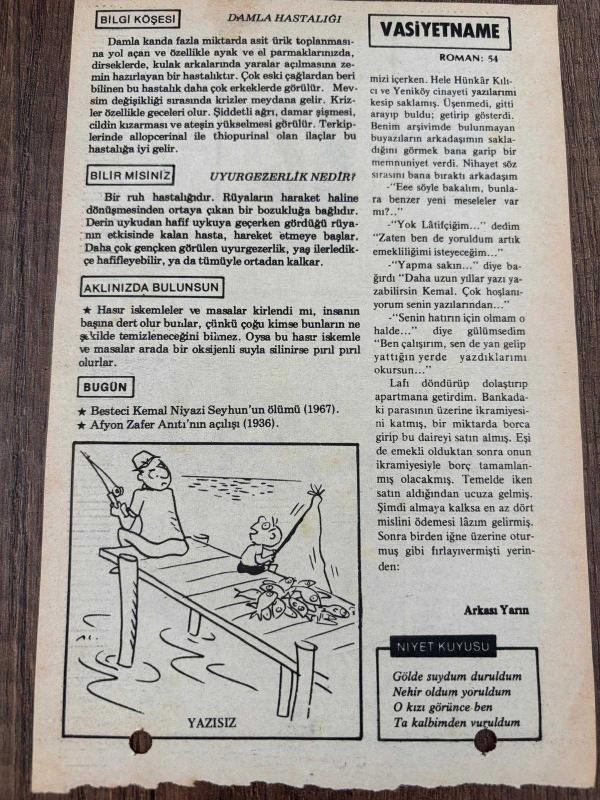 BİLGİ KÖŞESİ
DAMLA HASTALIĞI
Damla kanda fazla miktarda asit ürik toplanması-
na yol açan ve özellikle ayak ve el parmaklarınızda,
dirseklerde, kulak arkalarında yaralar açılmasına ze-
min hazırlayan bir hastalıktır. Çok eski çağlardan beri
bilinen bu hastalık daha çok erkeklerde görülür. Mev-
sim değişikliği sırasında krizler meydana gelir. Kriz-
ler özellikle geceleri olur. Şiddetli ağrı, damar şişmesi,
cildin kızarması ve ateşin yükselmesi görülür. Terkip-
lerinde allopcerinal ile thiopurinal olan ilaçlar bu
hastalığa iyi gelir.
BİLİR MİSİNİZ
UYURGEZERLİK NEDİR?
Bir ruh hastalığıdır. Rüyaların haraket haline
dönüşmesinden ortaya çıkan bir bozukluğa bağlıdır.
Derin uykudan hafif uykuya geçerken gördüğü rüya-
nın etkisinde kalan hasta, hareket etmeye başlar.
Daha çok gençken görülen uyurgezerlik, yaş ilerledik-
çe hafifleyebilir, ya da tümüyle ortadan kalkar.
AKLINIZDA BULUNSUN
★ Hasır iskemleler ve masalar kirlendi mi, insanın
başına dert olur bunlar, çünkü çoğu kimse bunların ne
şekilde temizleneceğini bilmez. Oysa bu hasır iskemle
ve masalar arada bir oksijenli suyla silinirse pırıl pırıl
olurlar.
BUGÜN
★ Besteci Kemal Niyazi Seyhun'un ölümü (1967).
★ Afyon Zafer Anıtı'nın açılışı (1936).
YAZISIZ
VASİYETNAME
ROMAN: 54
mizi içerken. Hele Hünkâr Kılı-
cı ve Yeniköy cinayeti yazılarımı
kesip saklamış. Üşenmedi, gitti
arayıp buldu; getirip gösterdi.
Benim arşivimde bulunmayan
buyazıların arkadaşımın sakla-
dığını görmek bana garip bir
memnuniyet verdi. Nihayet söz
sırasını bana bıraktı arkadaşım
-"Eee söyle bakalım, bunla-
ra benzer yeni meseleler var
mı?.."
-"Yok Lâtifçiğim..." dedim
"Zaten ben de yoruldum artık
emekliliğimi isteyeceğim..."
-"Yapma sakın..." diye ba-
ğırdı "Daha uzun yıllar yazı ya-
zabilirsin Kemal. Çok hoşlanı-
yorum senin yazılarından..."
-"Senin hatırın için olmam o
halde..." diye gülümsedim
"Ben çalışırım, sen de yan gelip
yattığın yerde yazdıklarımı
okursun..."
Lafı döndürüp dolaştırıp
apartmana getirdim. Bankada-
ki parasının üzerine ikramiyesi-
ni katmış, bir miktarda borca
girip bu daireyi satın almış. Eşi
de emekli olduktan sonra onun
ikramiyesiyle borç tamamlan-
mış olacakmış. Temelde iken
satın aldığından ucuza gelmiş.
Şimdi almaya kalksa en az dört
mislini ödemesi lâzım gelirmiş.
Sonra birden iğne üzerine otur-
muş gibi fırlayıvermişti yerin-
den:
Arkası Yarın
NİYET KUYUSU
Gölde suydum duruldum
Nehir oldum yoruldum
O kızı görünce ben
Ta kalbimden vuruldum